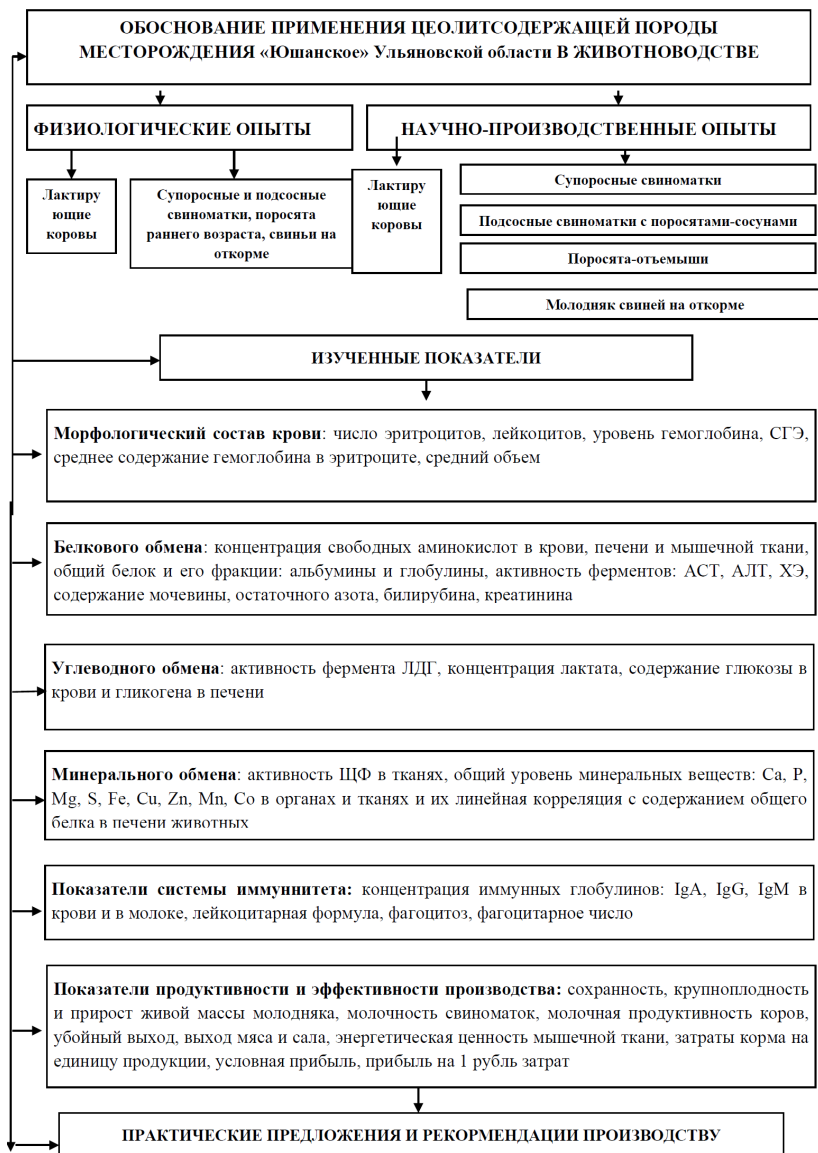 ОБОСНОВАНИЕ ПРИМЕНЕНИЯ ЦЕОЛИТСОДЕРЖАЩЕЙ ПОРОДЫ
МЕСТОРОЖДЕНИЯ «Юшанское» Ульяновской области В ЖИВОТНОВОДСТВЕ
ФИЗИОЛОГИЧЕСКИЕ ОПЫТЫ
НАУЧНО-ПРОИЗВОДСТВЕННЫЕ ОПЫТЫ
Лактиру
ющие
коровы
Супоросные и подсосные
свиноматки, поросята
раннего возраста, свиньи на
откорме
Лактиру
ющие
коровы
Супоросные свиноматки
Подсосные свиноматки с поросятами-сосунами
Поросята-отъемыши
Молодняк свиней на откорме
ИЗУЧЕННЫЕ ПОКАЗАТЕЛИ
Морфологический состав крови: число эритроцитов, лейкоцитов, уровень гемоглобина, СГЭ,
среднее содержание гемоглобина в эритроците, средний объем
Белкового обмена: концентрация свободных аминокислот в крови, печени и мышечной ткани,
общий белок и его фракции: альбумины и глобулины, активность ферментов: АСТ, АЛТ, ХЭ,
содержание мочевины, остаточного азота, билирубина, креатинина
Углеводного обмена: активность фермента ЛДГ, концентрация лактата, содержание глюкозы в
крови и гликогена в печени
Минерального обмена: активность ЩФ в тканях, общий уровень минеральных веществ: Ca, P,
Mg, S, Fe, Cu, Zn, Mn, Co в органах и тканях и их линейная корреляция с содержанием общего
белка в печени животных
Показатели системы иммуннитета: концентрация иммунных глобулинов: IgA, IgG, IgM в
крови и в молоке, лейкоцитарная формула, фагоцитоз, фагоцитарное число
Показатели продуктивности и эффективности производства: сохранность, крупноплодность
и прирост живой массы молодняка, молочность свиноматок, молочная продуктивность коров,
убойный выход, выход мяса и сала, энергетическая ценность мышечной ткани, затраты корма на
единицу продукции, условная прибыль, прибыль на 1 рубль затрат
ПРАКТИЧЕСКИЕ ПРЕДЛОЖЕНИЯ И РЕКОРМЕНДАЦИИ ПРОИЗВОДСТВУ